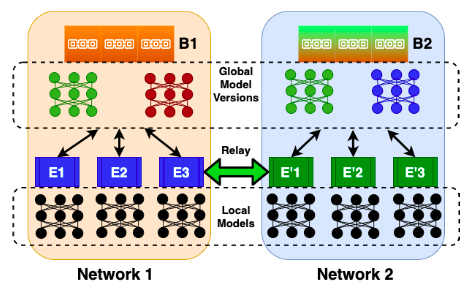 B1
B2
Global
Model
Versions
E1
E2
E3
Relay
E'1
E'2
E'3
Local
Models
Network 1
Network 2